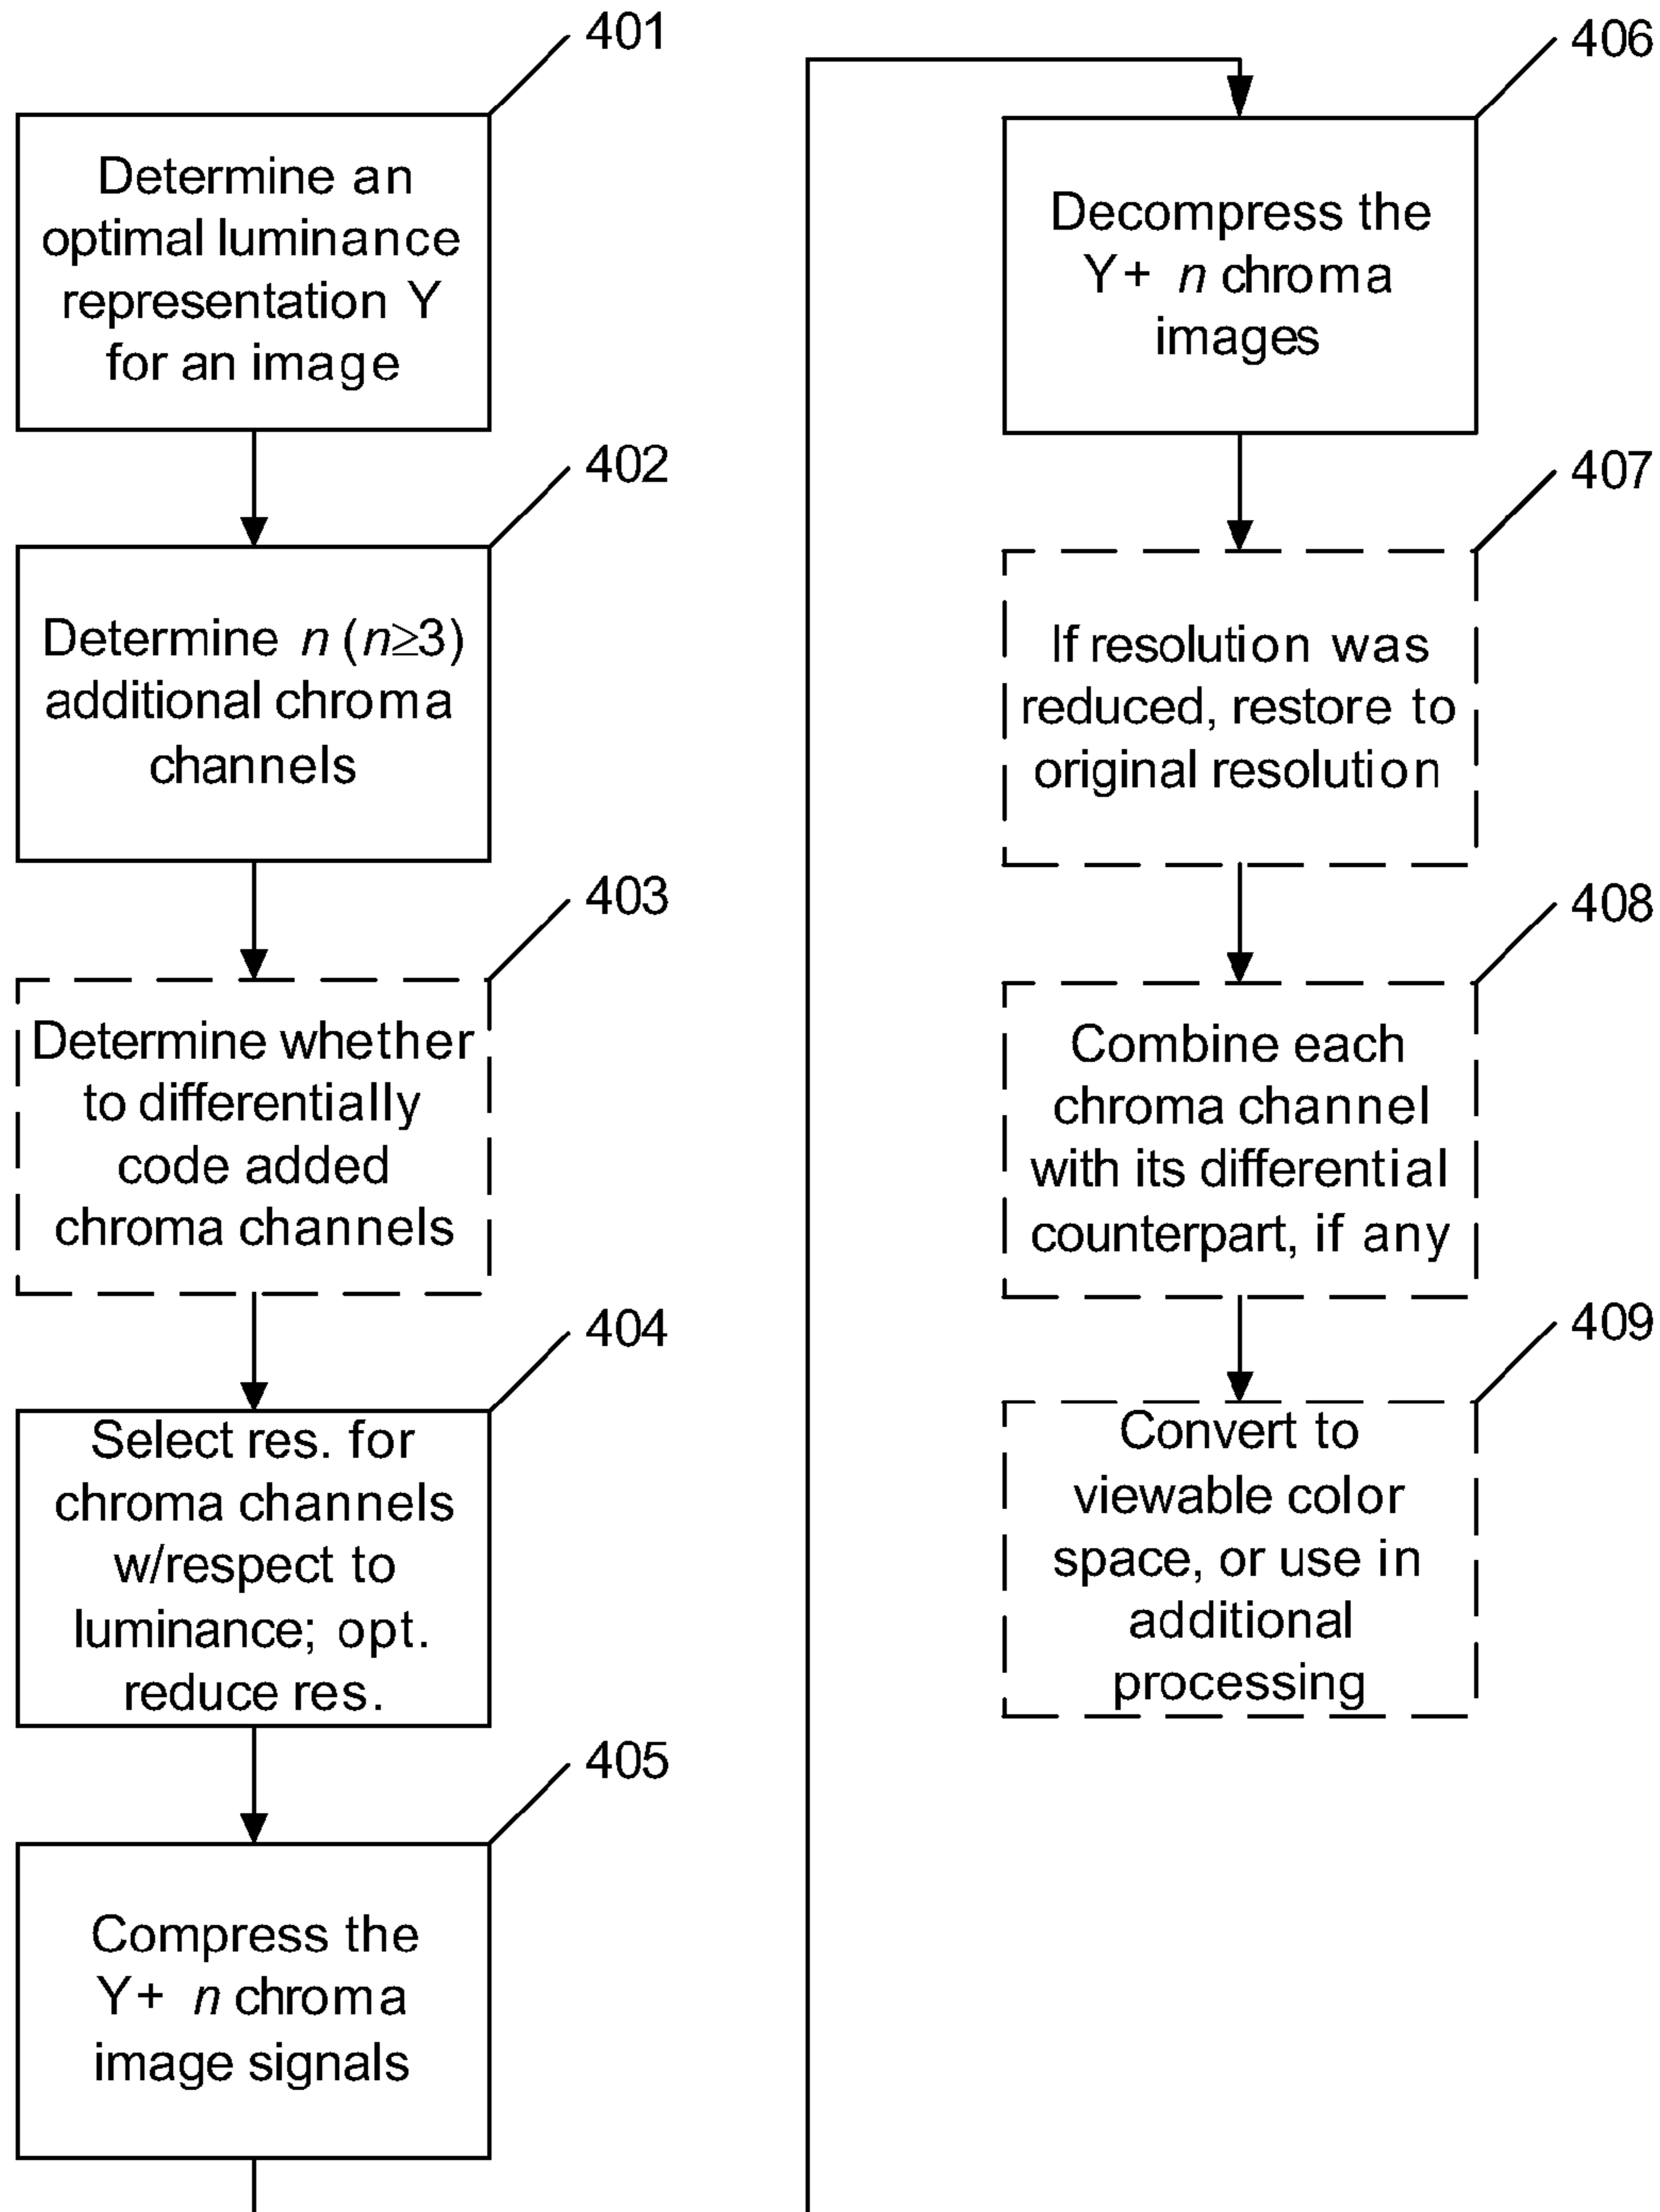 401
Determine an
optimal luminance
representation Y
for an image
402
Determine n (n≥3)
additional chroma
channels
403
Determine whether
to differentially
code added
chroma channels
404
Select res. for
chroma channels
w/respect to
luminance; opt.
reduce res.
405
Compress the
Y+ n chroma
image signals
406
Decompress the
Y+ n chroma
images
407
If resolution was
reduced, restore to
original resolution
408
Combine each
chroma channel
with its differential
counterpart, if any
409
Convert to
viewable color
space, or use in
additional
processing